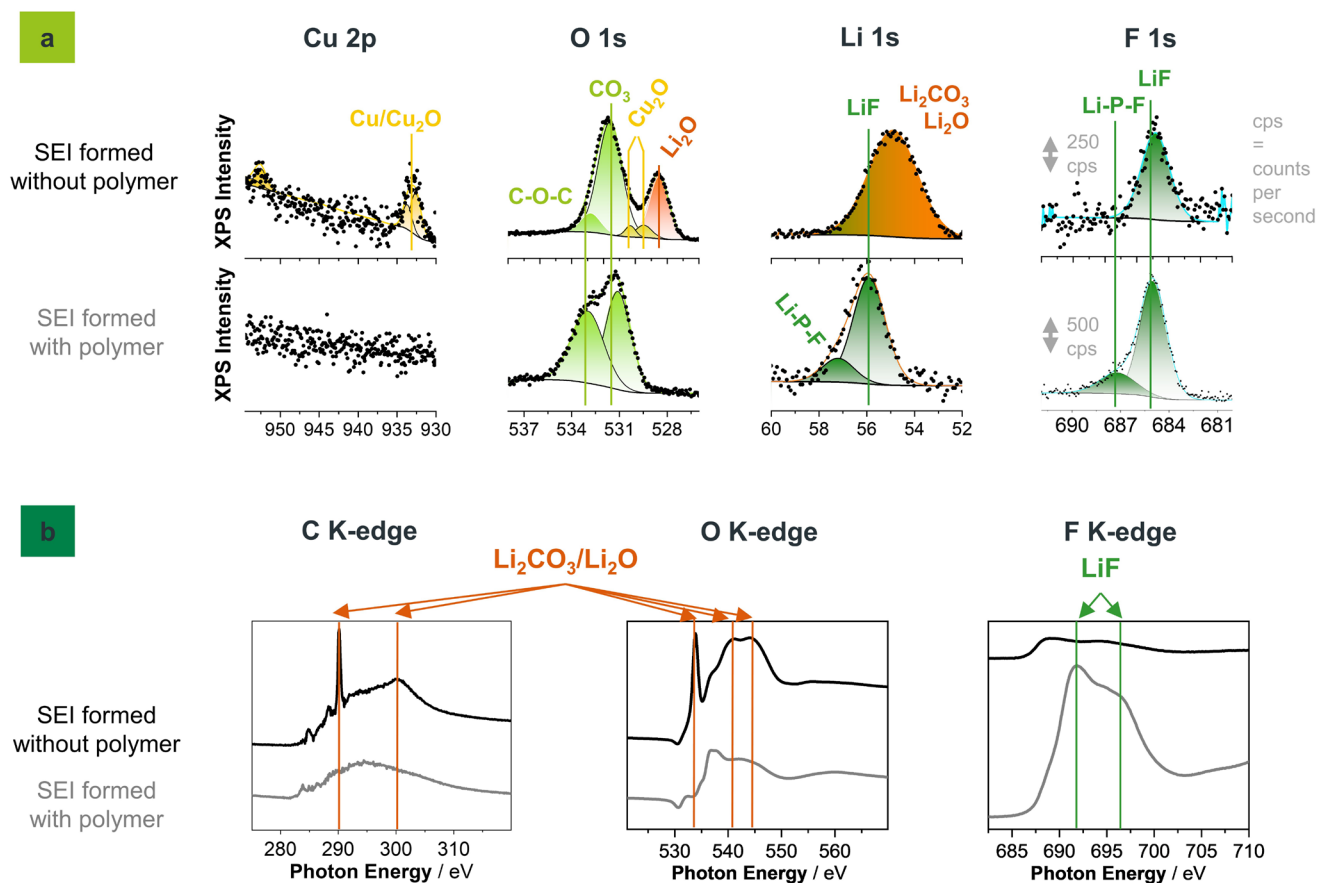 a
Cu 2p
O 1s
Li 1s
F 1s
SEI formed
without polymer
XPS Intensity
Cu/Cu₂O
C-O-C
CO₃
Cu₂O
Li₂O
LiF
Li₂CO₃
Li₂O
Li-P-F
LiF
250
cps
cps
=
counts
per
second
SEI formed
with polymer
XPS Intensity
Li-P-F
500
cps
950 945 940 935 930
537 534 531 528
60 58 56 54 52
690 687 684 681
b
C K-edge
O K-edge
F K-edge
Li₂CO₃/Li₂O
LiF
SEI formed
without polymer
SEI formed
with polymer
275 290 300 310
530 540 550 560
685 690 695 700 705 710
Photon Energy / eV
Photon Energy / eV
Photon Energy / eV